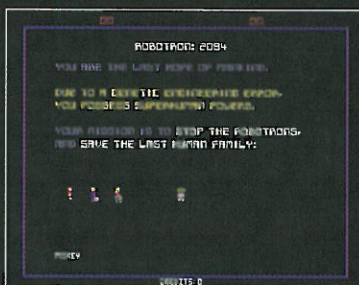 ROBOTRON: 2084
YOU ARE THE LAST HOPE OF MANKIND.
DUE TO A GENETIC ENGINEERING ERROR,
YOU POSSESS SUPERHUMAN POWERS.
YOUR MISSION IS TO STOP THE ROBOTRONS,
AND SAVE THE LAST HUMAN FAMILY:
MIKEY
CREDITS: 0